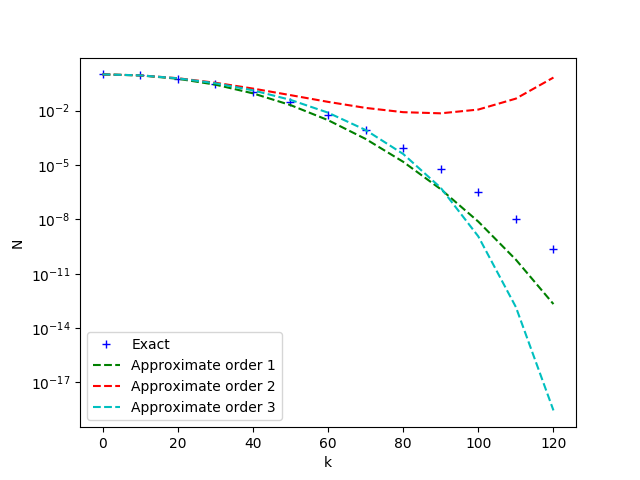 10⁻²
10⁻⁵
10⁻⁸
10⁻¹¹
10⁻¹⁴
10⁻¹⁷
N
Exact
Approximate order 1
Approximate order 2
Approximate order 3
0 20 40 60 80 100 120
k